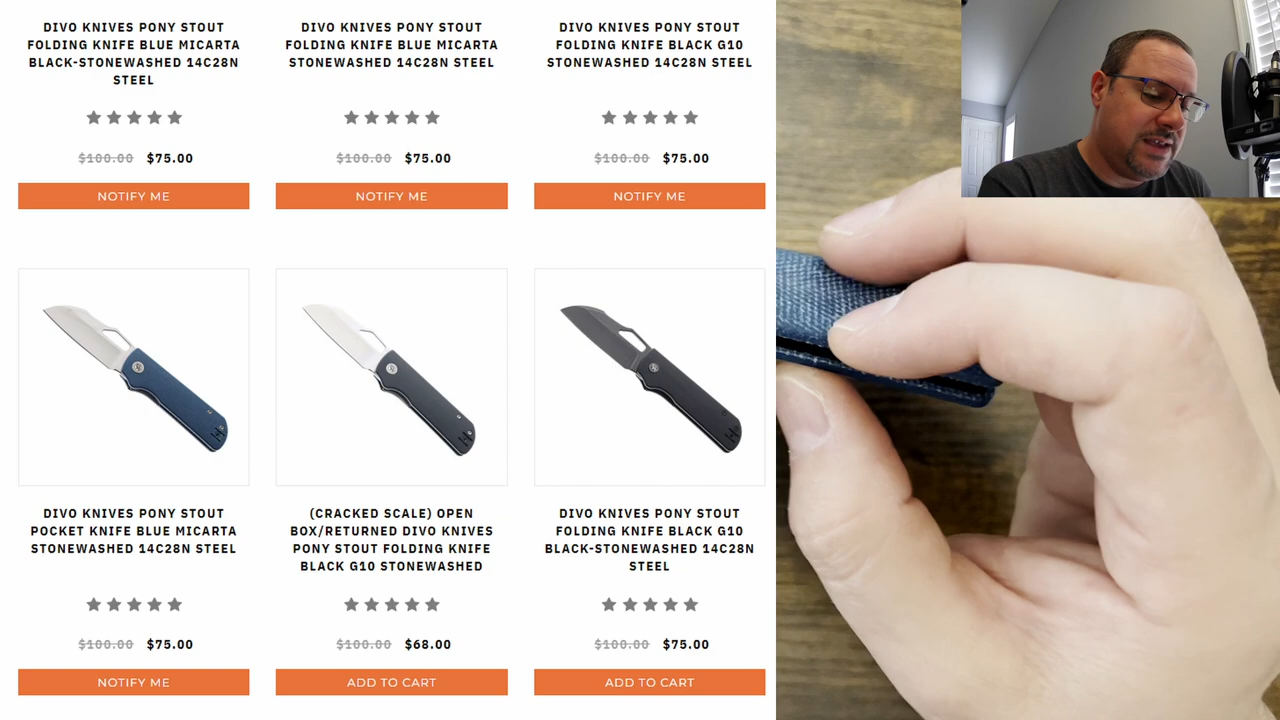 DIVO KNIVES PONY STOUT
FOLDING KNIFE BLUE MICARTA
BLACK-STONEWASHED 14C28N
STEEL
$100.00 $75.00
NOTIFY ME
DIVO KNIVES PONY STOUT
FOLDING KNIFE BLUE MICARTA
STONEWASHED 14C28N STEEL
$100.00 $75.00
NOTIFY ME
DIVO KNIVES PONY STOUT
FOLDING KNIFE BLACK G10
STONEWASHED 14C28N STEEL
$100.00 $75.00
NOTIFY ME
DIVO KNIVES PONY STOUT
POCKET KNIFE BLUE MICARTA
STONEWASHED 14C28N STEEL
$100.00 $75.00
NOTIFY ME
(CRACKED SCALE) OPEN
BOX/RETURNED DIVO KNIVES
PONY STOUT FOLDING KNIFE
BLACK G10 STONEWASHED
$100.00 $68.00
ADD TO CART
DIVO KNIVES PONY STOUT
FOLDING KNIFE BLACK G10
BLACK-STONEWASHED 14C28N
STEEL
$100.00 $75.00
ADD TO CART